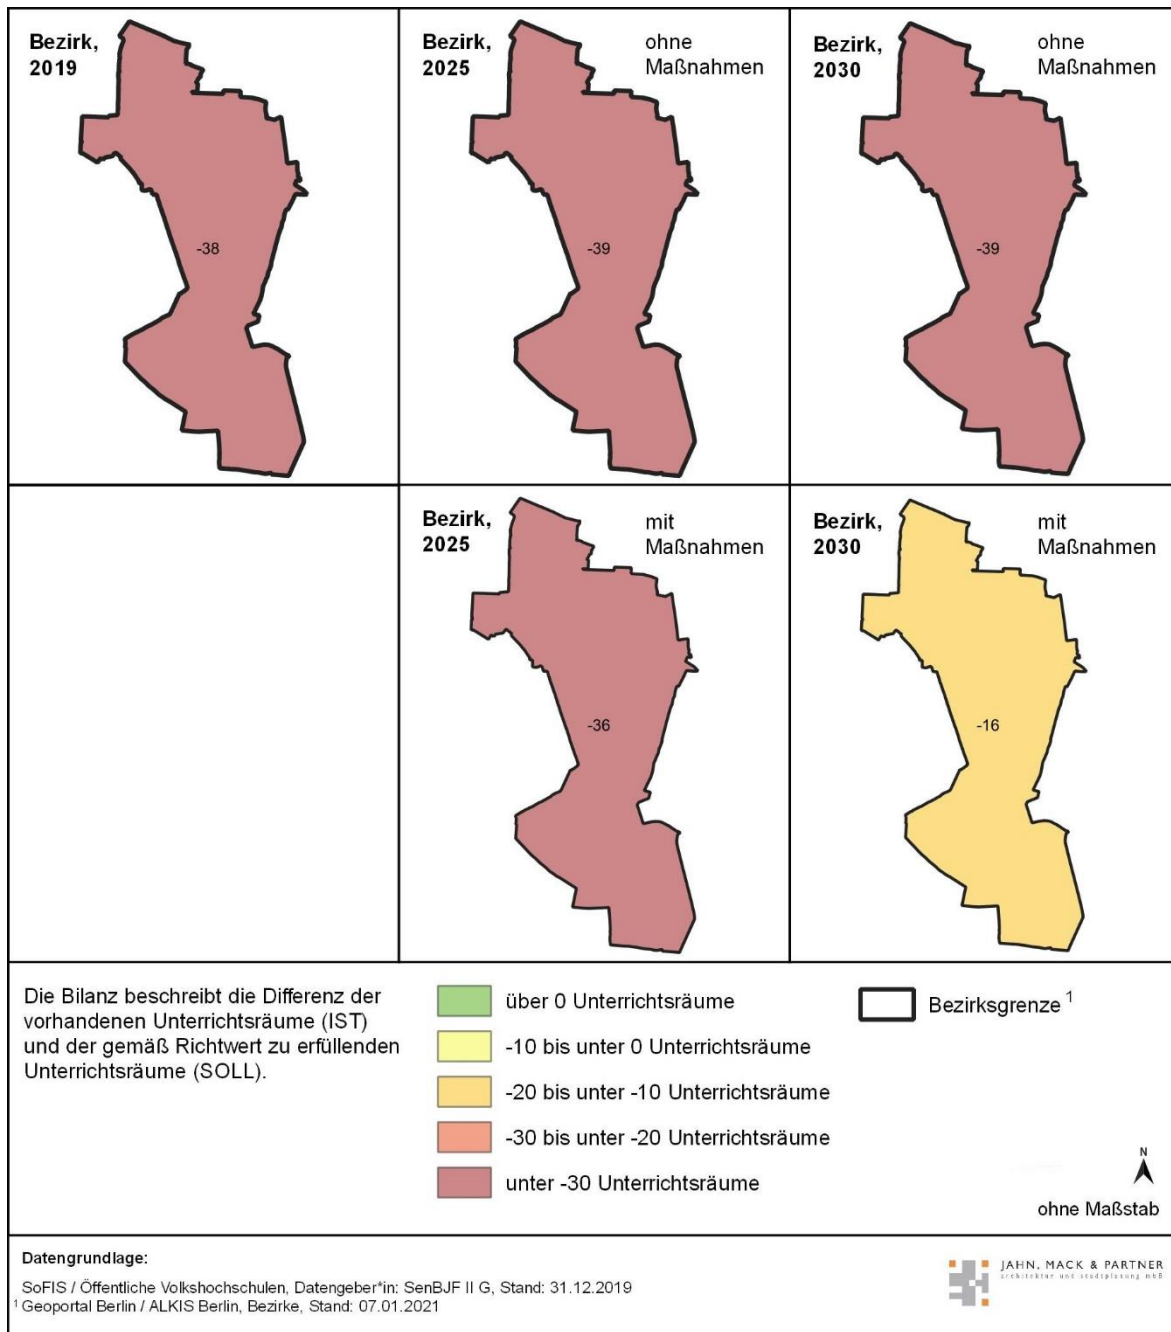 Bezirk,
2019
-38
Bezirk,
2025
ohne
Maßnahmen
-39
Bezirk,
2030
ohne
Maßnahmen
-39
Bezirk,
2025
mit
Maßnahmen
-36
Bezirk,
2030
mit
Maßnahmen
-16
Die Bilanz beschreibt die Differenz der
vorhandenen Unterrichtsräume (IST)
und der gemäß Richtwert zu erfüllenden
Unterrichtsräume (SOLL).
über 0 Unterrichtsräume
-10 bis unter 0 Unterrichtsräume
-20 bis unter -10 Unterrichtsräume
-30 bis unter -20 Unterrichtsräume
unter -30 Unterrichtsräume
Bezirksgrenze 1
N
ohne Maßstab
Datengrundlage:
SoFIS / Öffentliche Volkshochschulen, Datengeber*in: SenBJF II G, Stand: 31.12.2019
1 Geoportal Berlin / ALKIS Berlin, Bezirke, Stand: 07.01.2021
JAHN, MACK & PARTNER
architektur und stadtplanung mbB